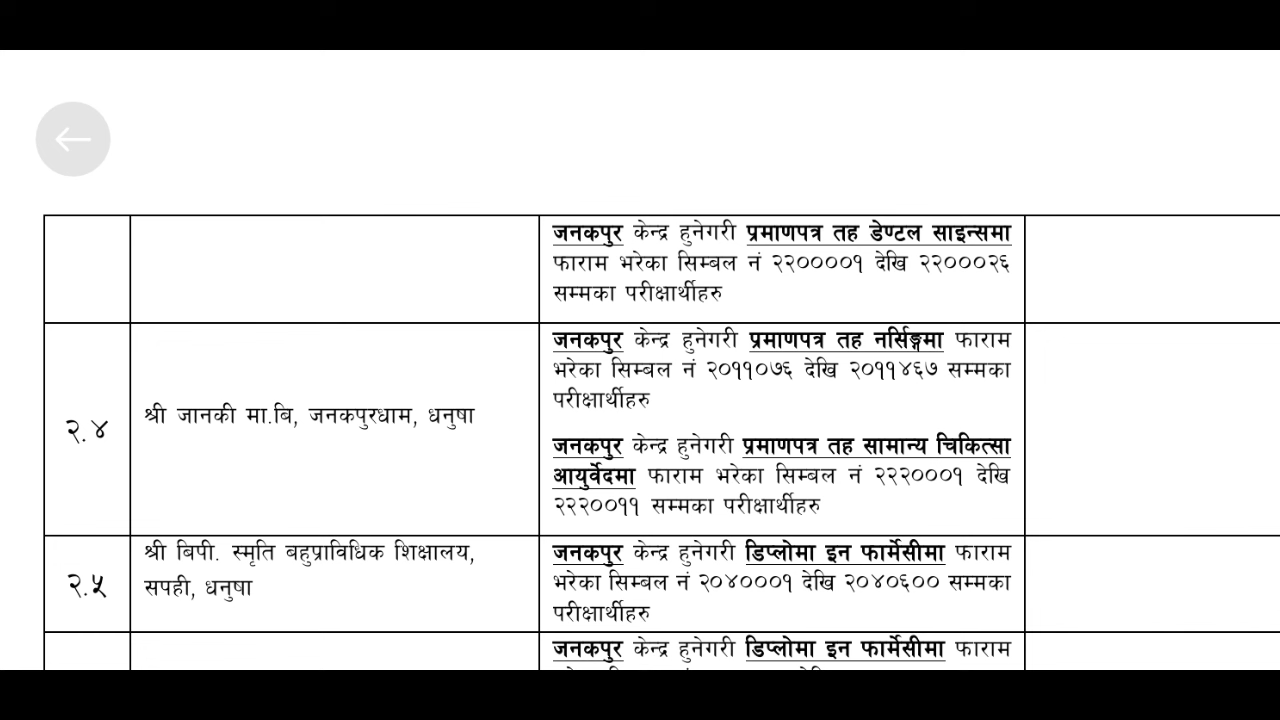 जनकपुर केन्द्र हुनेगरी प्रमाणपत्र तह डेण्टल साइन्समा
फाराम भरेका सिम्बल नं २२००००१ देखि २२०००२६
सम्मका परीक्षार्थीहरु
२.४
श्री जानकी मा.बि, जनकपुरधाम, धनुषा
जनकपुर केन्द्र हुनेगरी प्रमाणपत्र तह नर्सिङ्गमा फाराम
भरेका सिम्बल नं २०११०७६ देखि २०११४६७ सम्मका
परीक्षार्थीहरु
जनकपुर केन्द्र हुनेगरी प्रमाणपत्र तह सामान्य चिकित्सा
आयुर्वेदमा फाराम भरेका सिम्बल नं २२२०००१ देखि
२२२००११ सम्मका परीक्षार्थीहरु
२.५
श्री बिपी. स्मृति बहुप्राविधिक शिक्षालय,
सपही, धनुषा
जनकपुर केन्द्र हुनेगरी डिप्लोमा इन फार्मेसीमा फाराम
भरेका सिम्बल नं २०४०००१ देखि २०४०६०० सम्मका
परीक्षार्थीहरु
जनकपुर केन्द्र हुनेगरी डिप्लोमा इन फार्मेसीमा फाराम